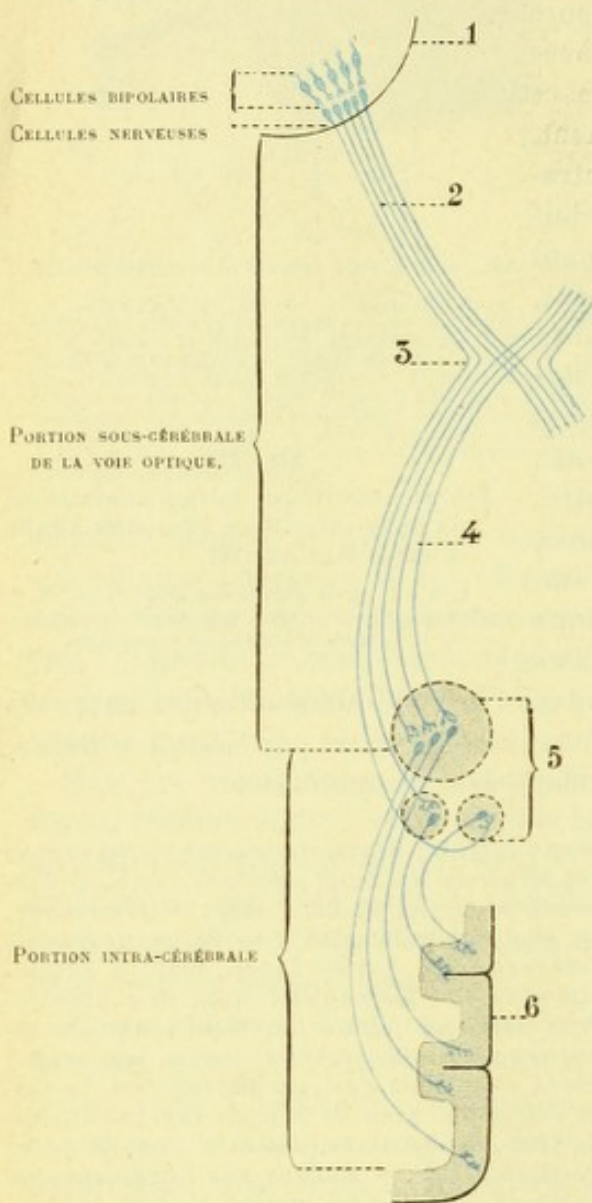 1
CELLULES BIPOLAIRES
CELLULES NERVEUSES
2
3
PORTION SOUS-CÉRÉBRALE
DE LA VOIE OPTIQUE.
4
5
PORTION INTRA-CÉRÉBRALE
6